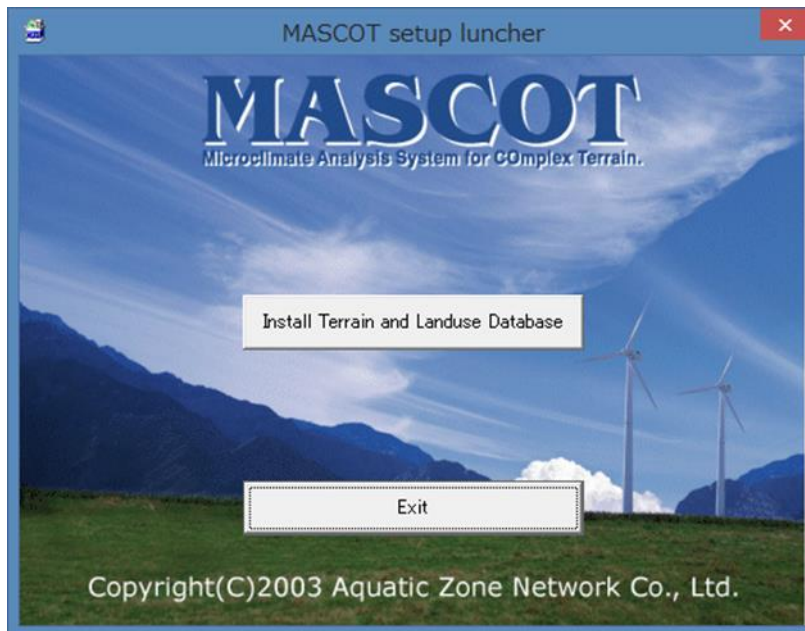 MASCOT setup luncher
MASCOT
Microclimate Analysis System for COmplex Terrain.
Install Terrain and Landuse Database
Exit
Copyright(C)2003 Aquatic Zone Network Co., Ltd.